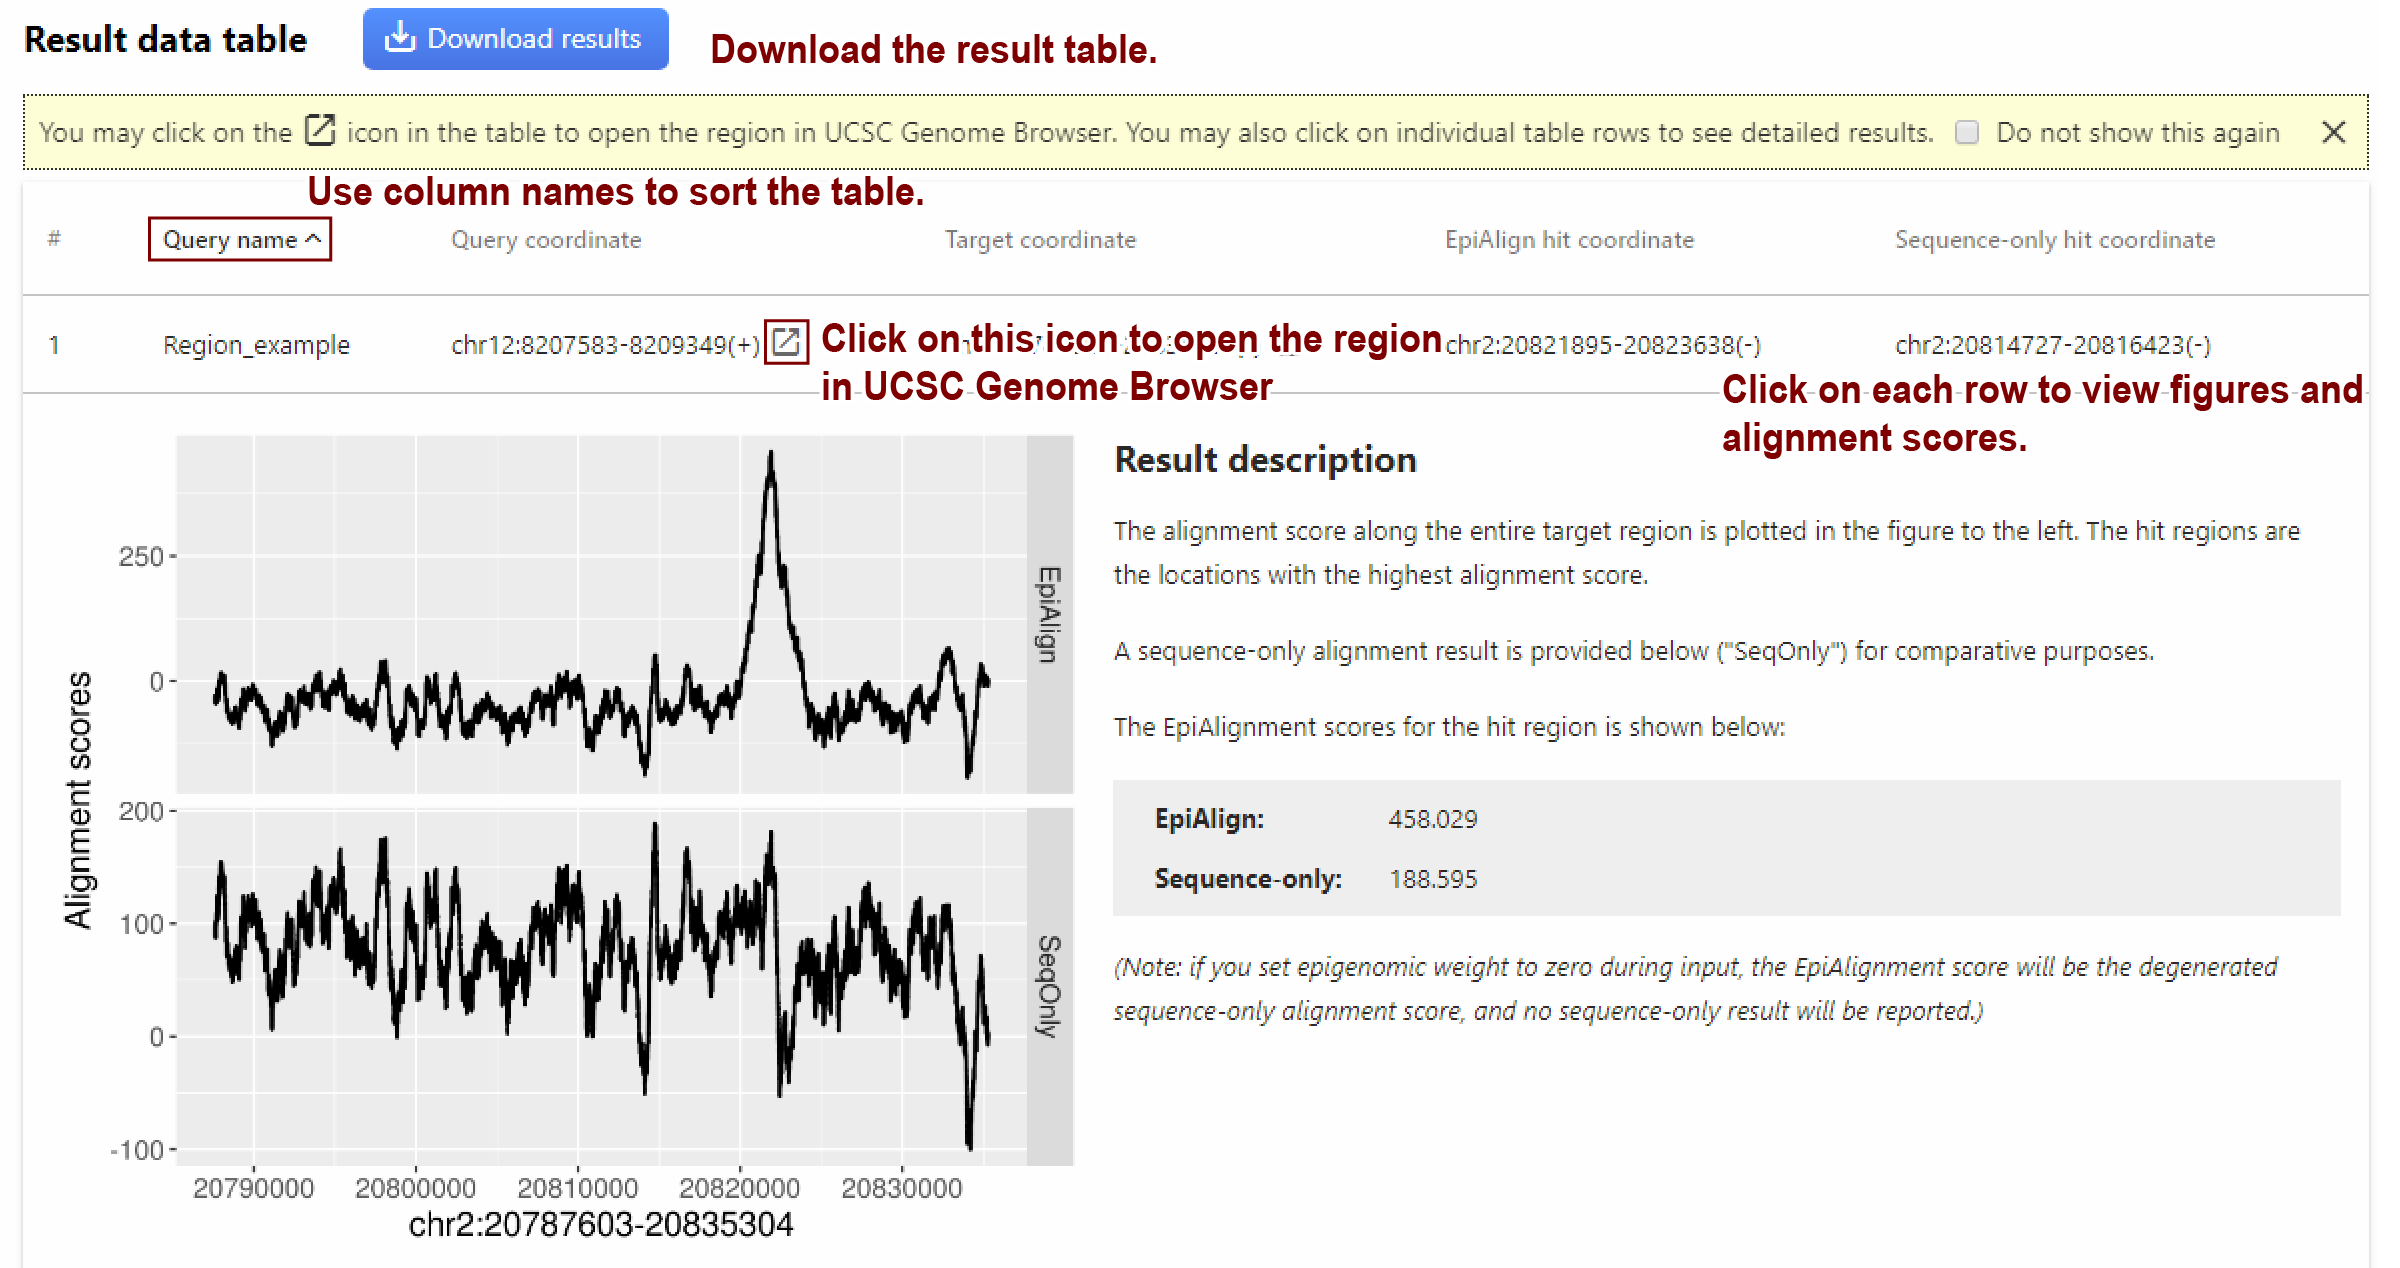 Result data table
Download results
Download the result table.
You may click on the icon in the table to open the region in UCSC Genome Browser. You may also click on individual table rows to see detailed results. Do not show this again
Use column names to sort the table.
# Query name Query coordinate Target coordinate EpiAlign hit coordinate Sequence-only hit coordinate
1 Region_example chr12:8207583-8209349(+) chr2:20821895-20823638(-) chr2:20814727-20816423(-)
Click on this icon to open the region
in UCSC Genome Browser
Click on each row to view figures and
alignment scores.
Alignment scores
250
0
EpiAlign
200
100
0
-100
SeqOnly
20790000 20800000 20810000 20820000 20830000
chr2:20787603-20835304
Result description
The alignment score along the entire target region is plotted in the figure to the left. The hit regions are
the locations with the highest alignment score.
A sequence-only alignment result is provided below ("SeqOnly") for comparative purposes.
The EpiAlignment scores for the hit region is shown below:
EpiAlign: 458.029
Sequence-only: 188.595
(Note: if you set epigenomic weight to zero during input, the EpiAlignment score will be the degenerated
sequence-only alignment score, and no sequence-only result will be reported.)